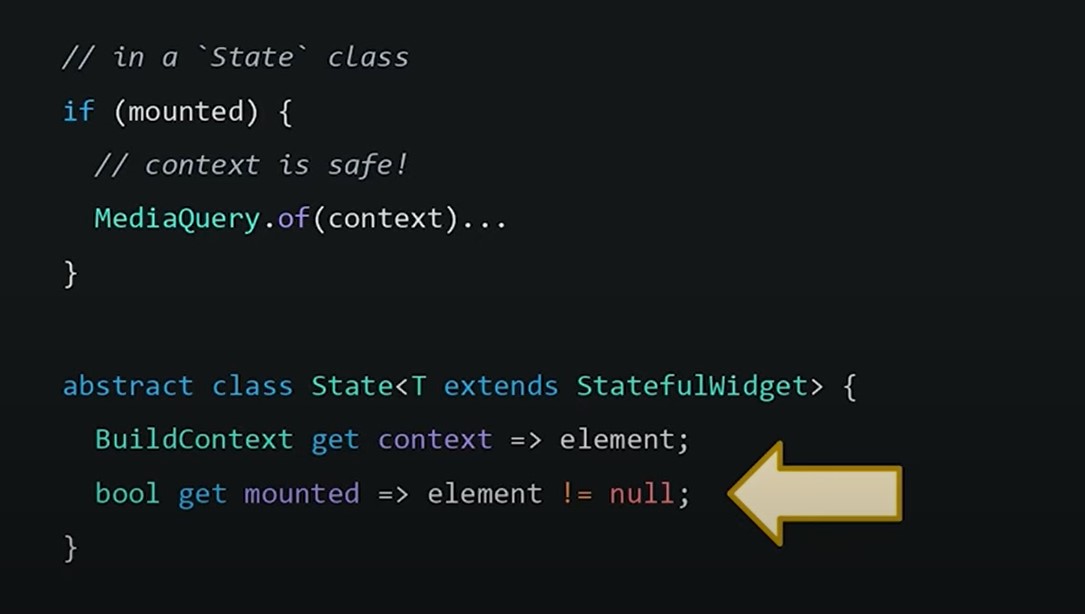 // in a `State` class
if (mounted) {
  // context is safe!
  MediaQuery.of(context)...
}
abstract class State<T extends StatefulWidget> {
  BuildContext get context => element;
  bool get mounted => element != null;
}